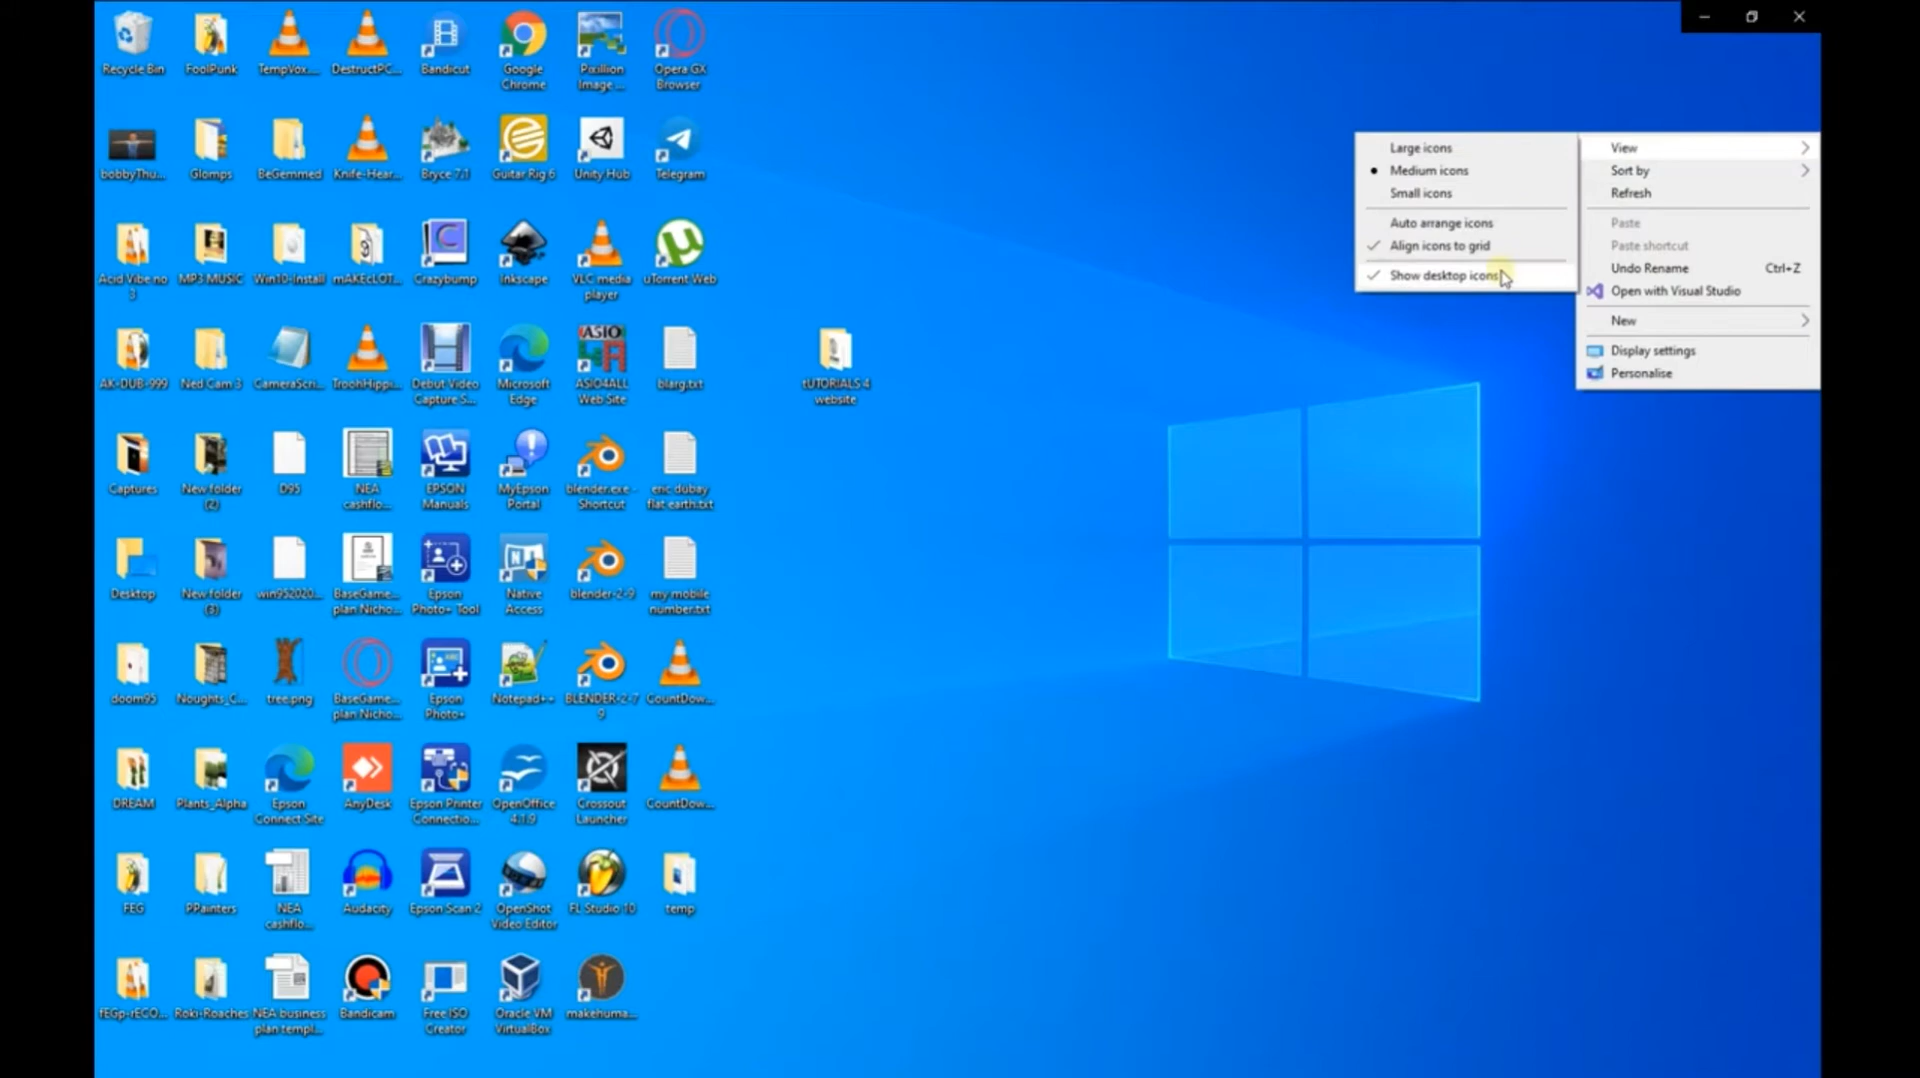 Recycle Bin
FoolPunk
TempVox....
DestructPC...
Bandicut
Google
Chrome
Pixillion
Image ...
Opera GX
Browser
bobbyThu...
Glomps
BeGemmed
Knife-Hear...
Bryce 7.1
Guitar Rig 6
Unity Hub
Telegram
Acid Vibe no
3
MP3 MUSIC
Win10-Install
mAKEcLOT...
Crazybump
Inkscape
VLC media
player
uTorrent Web
AK-DUB-999
Ned Cam 3
CameraScri...
TroohHippi...
Debut Video
Capture S...
Microsoft
Edge
ASIO
4 A
ASIO4ALL
Web Site
blarg.txt
tUTORIALS 4
website
Captures
New folder
(2)
D95
NEA
cashflo...
EPSON
Manuals
MyEpson
Portal
blender.exe -
Shortcut
eric dubay
flat earth.txt
Desktop
New folder
(3)
win952020...
BaseGame...
plan Nicho...
Epson
Photo+ Tool
Native
Access
blender-2-9
my mobile
number.txt
doom95
Noughts_C...
tree.png
BaseGame...
plan Nicho...
Epson
Photo+
Notepad++
BLENDER-2-7
9
CountDow...
DREAM
Plants_Alpha
Epson
Connect Site
AnyDesk
Epson Printer
Connectio...
OpenOffice
4.1.9
Crossout
Launcher
CountDow...
FEG
PPainters
NEA
cashflo...
Audacity
Epson Scan 2
OpenShot
Video Editor
FL Studio 10
temp
fEGp-rECO...
Roki-Roaches
NEA business
plan templ...
Bandicam
Free ISO
Creator
Oracle VM
VirtualBox
makehuma...
Large icons
Medium icons
Small icons
Auto arrange icons
Align icons to grid
Show desktop icons
View
Sort by
Refresh
Paste
Paste shortcut
Undo Rename Ctrl+Z
Open with Visual Studio
New
Display settings
Personalise